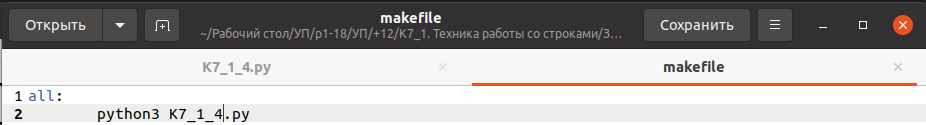 Открыть
makefile
~/Рабочий стол/УП/p1-18/УП/+12/K7_1. Техника работы со строками/З…
Сохранить
K7_1_4.py
makefile
1 all:
2 python3 K7_1_4.py